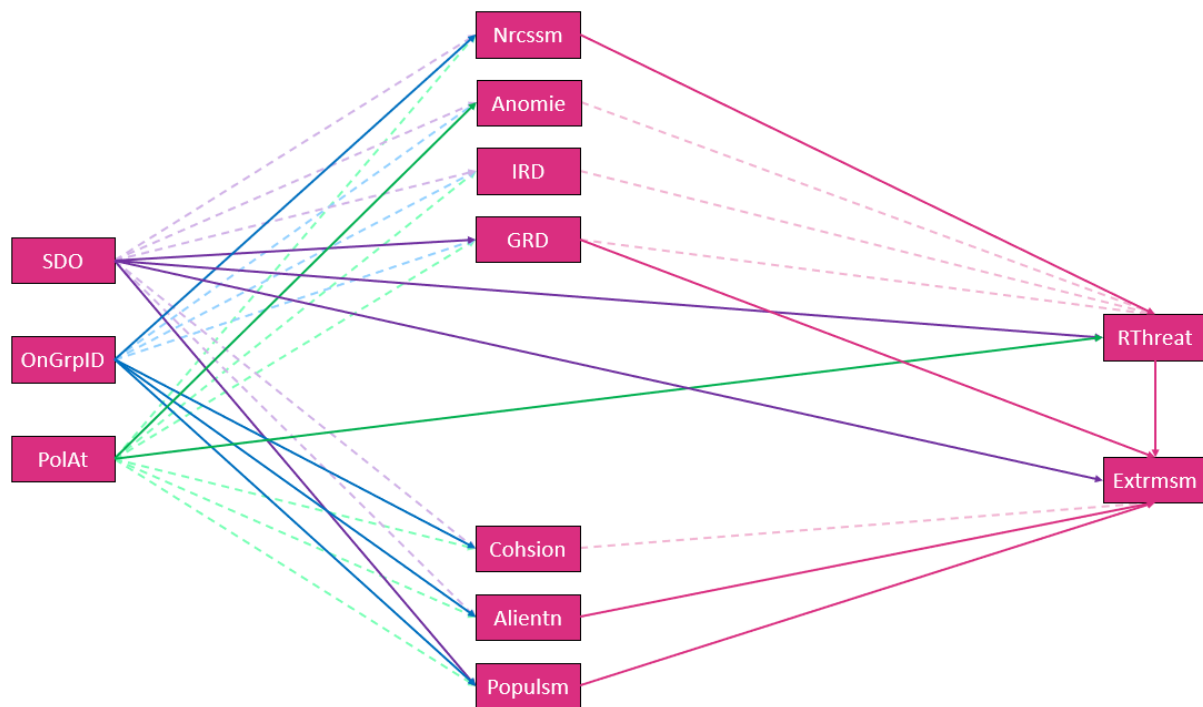 Nrcssm
Anomie
IRD
GRD
SDO
OnGrpID
PolAt
RThreat
Extrmsm
Cohsion
Alientn
Populsm